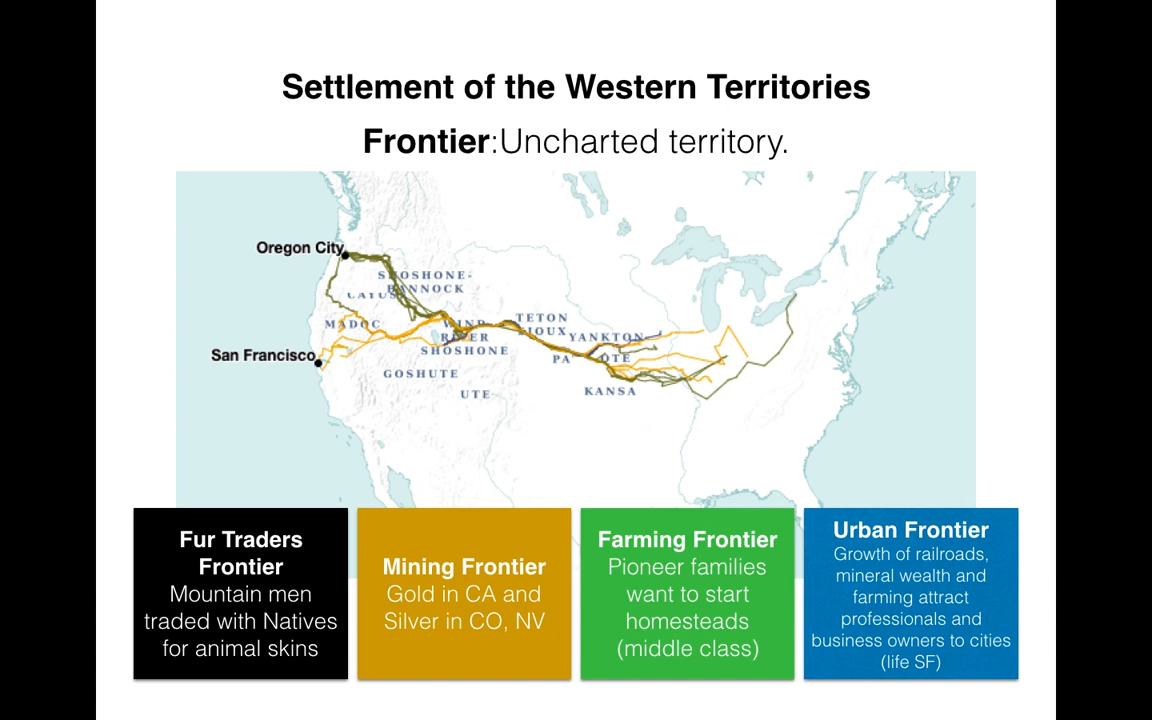 Settlement of the Western Territories
Frontier:Uncharted territory.
Oregon City
SHOSHONE-
BANNOCK
CAYUS
MADOC
WIND
RIVER
SHOSHONE
TETON
SIOUX
YANKTON
PA
OTE
San Francisco
GOSHUTE
UTE
KANSA
Fur Traders
Frontier
Mountain men
traded with Natives
for animal skins
Mining Frontier
Gold in CA and
Silver in CO, NV
Farming Frontier
Pioneer families
want to start
homesteads
(middle class)
Urban Frontier
Growth of railroads,
mineral wealth and
farming attract
professionals and
business owners to cities
(life SF)